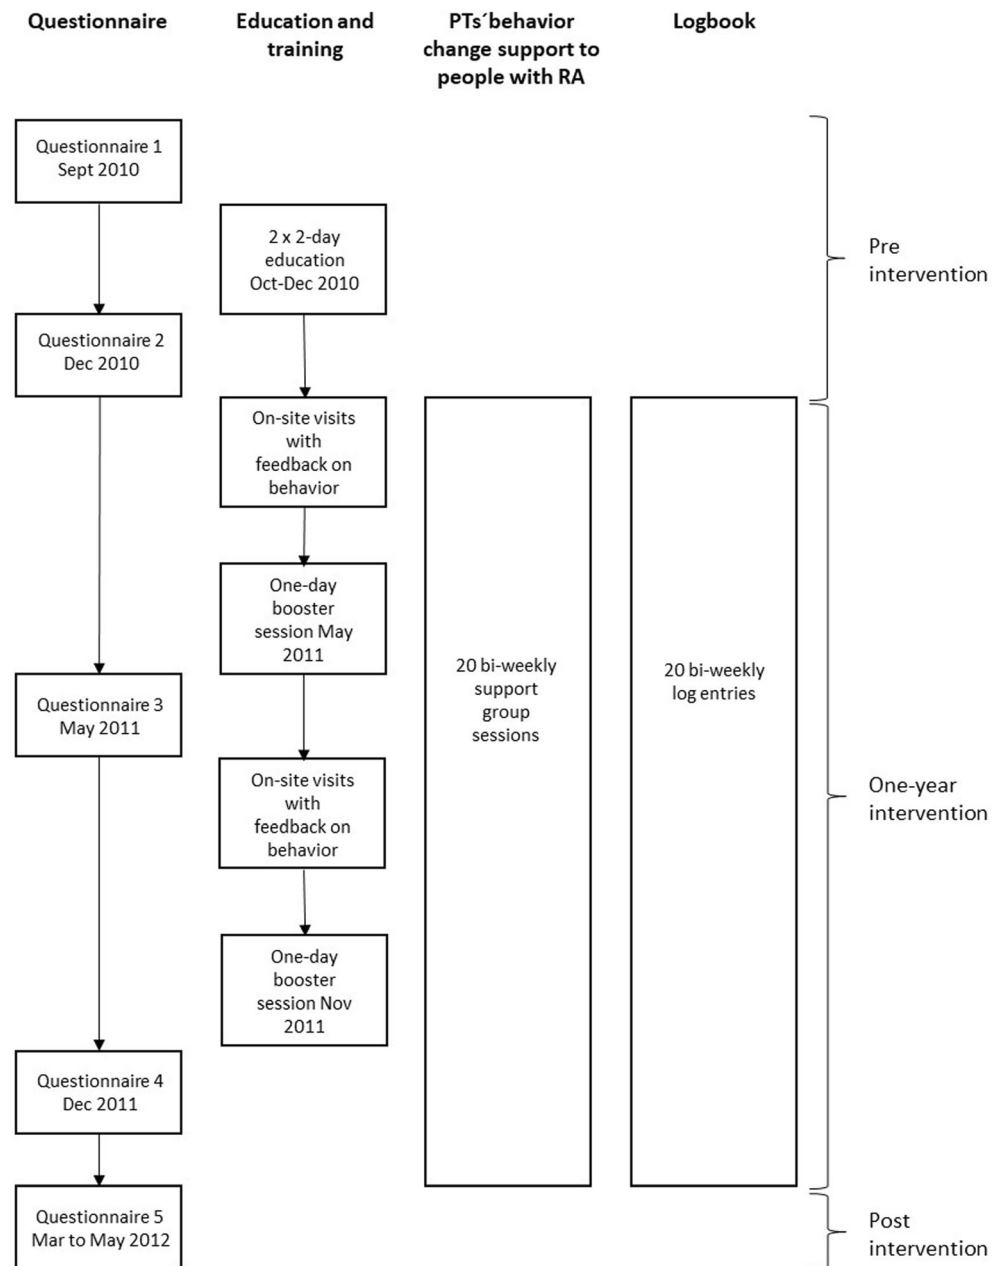 Questionnaire
Education and
training
PTs´behavior
change support to
people with RA
Logbook
Questionnaire 1
Sept 2010
2 x 2-day
education
Oct-Dec 2010
Pre
intervention
Questionnaire 2
Dec 2010
On-site visits
with
feedback on
behavior
One-day
booster
session May
2011
Questionnaire 3
May 2011
20 bi-weekly
support
group
sessions
20 bi-weekly
log entries
On-site visits
with
feedback on
behavior
One-year
intervention
One-day
booster
session Nov
2011
Questionnaire 4
Dec 2011
Questionnaire 5
Mar to May 2012
Post
intervention